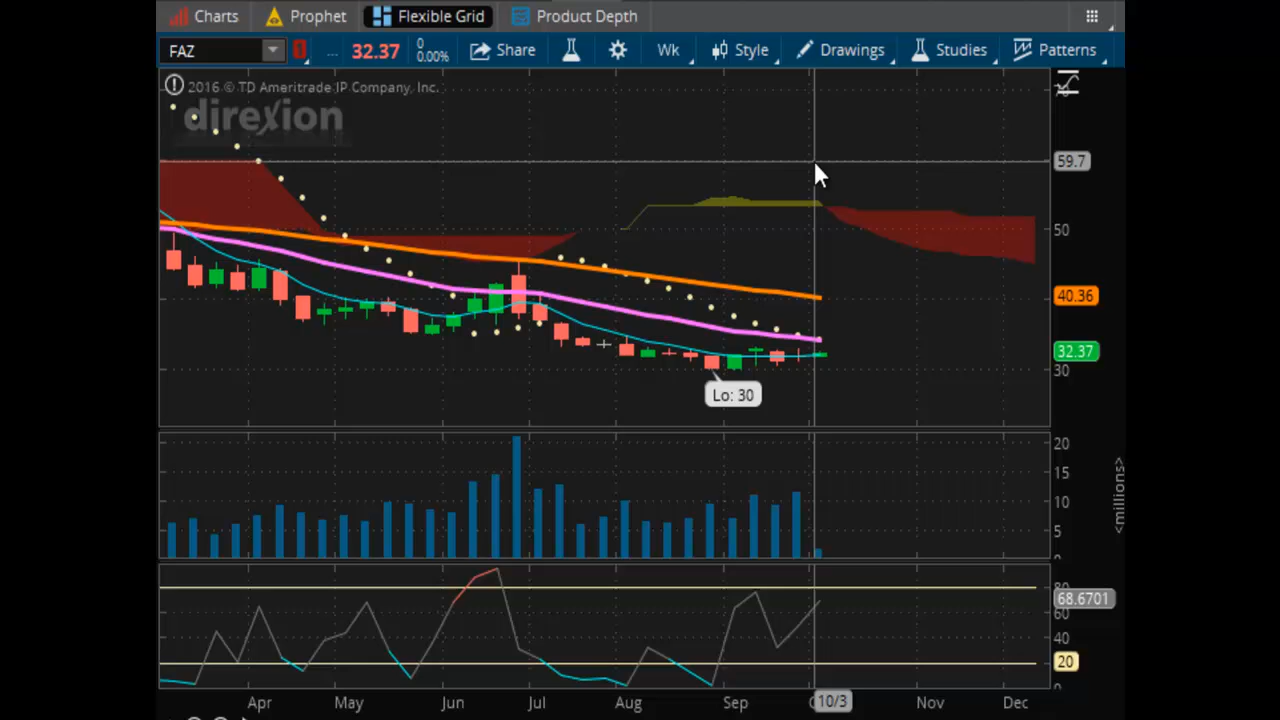 Charts Prophet Flexible Grid Product Depth
FAZ 1 ... 32.37 0 0.00% Share Wk Style Drawings Studies Patterns
2016 © TD Ameritrade IP Company, Inc.
direxion
59.7
50
40.36
32.37
30
Lo: 30
20
15
10
5
<millions>
80
68.6701
60
40
20
Apr May Jun Jul Aug Sep 10/3 Nov Dec